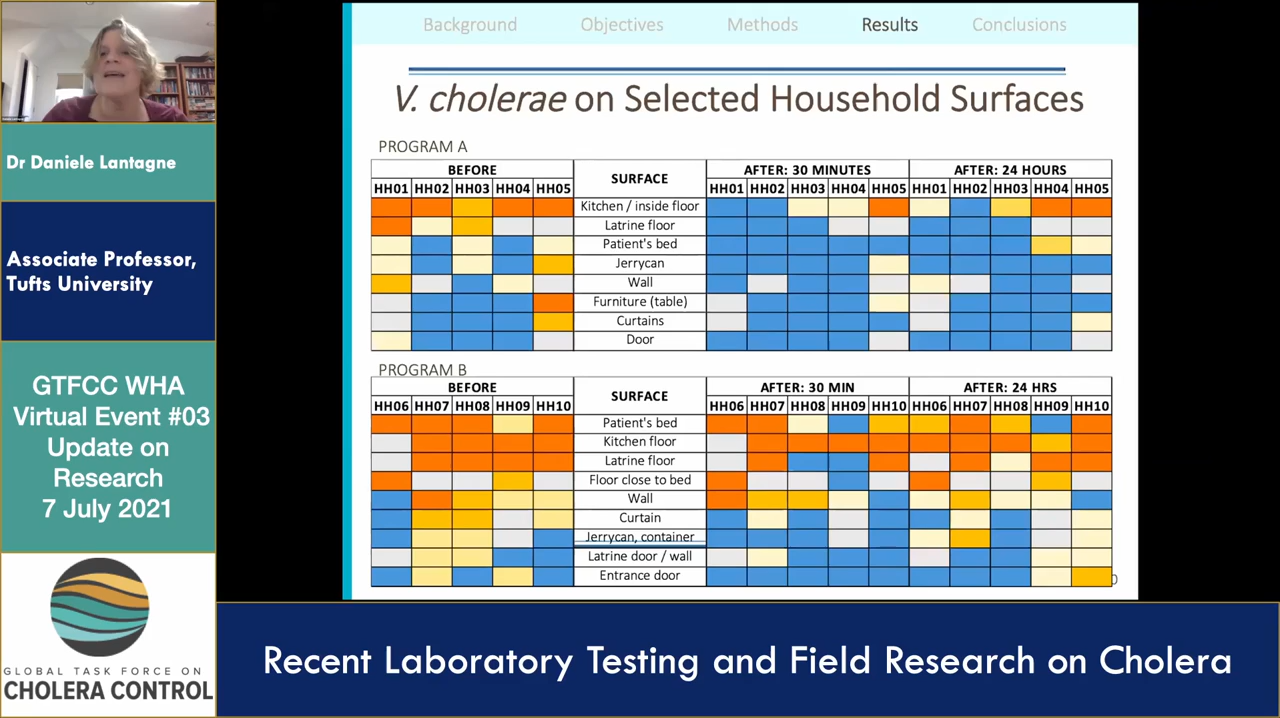 Background Objectives Methods Results Conclusions
V. cholerae on Selected Household Surfaces
PROGRAM A
BEFORE SURFACE AFTER: 30 MINUTES AFTER: 24 HOURS
HH01 HH02 HH03 HH04 HH05 HH01 HH02 HH03 HH04 HH05 HH01 HH02 HH03 HH04 HH05
Kitchen / inside floor
Latrine floor
Patient's bed
Jerrycan
Wall
Furniture (table)
Curtains
Door
PROGRAM B
BEFORE SURFACE AFTER: 30 MIN AFTER: 24 HRS
HH06 HH07 HH08 HH09 HH10 HH06 HH07 HH08 HH09 HH10 HH06 HH07 HH08 HH09 HH10
Patient's bed
Kitchen floor
Latrine floor
Floor close to bed
Wall
Curtain
Jerrycan, container
Latrine door / wall
Entrance door
Dr Daniele Lantagne
Associate Professor,
Tufts University
GTFCC WHA
Virtual Event #03
Update on
Research
7 July 2021
GLOBAL TASK FORCE ON
CHOLERA CONTROL
Recent Laboratory Testing and Field Research on Cholera